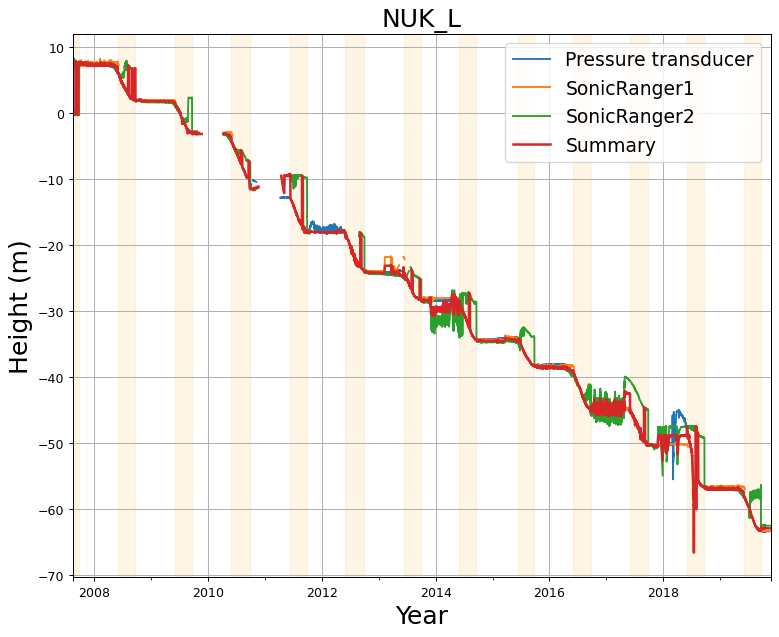 NUK_L
Height (m)
10
0
−10
−20
−30
−40
−50
−60
−70
Pressure transducer
SonicRanger1
SonicRanger2
Summary
2008
2010
2012
2014
2016
2018
Year